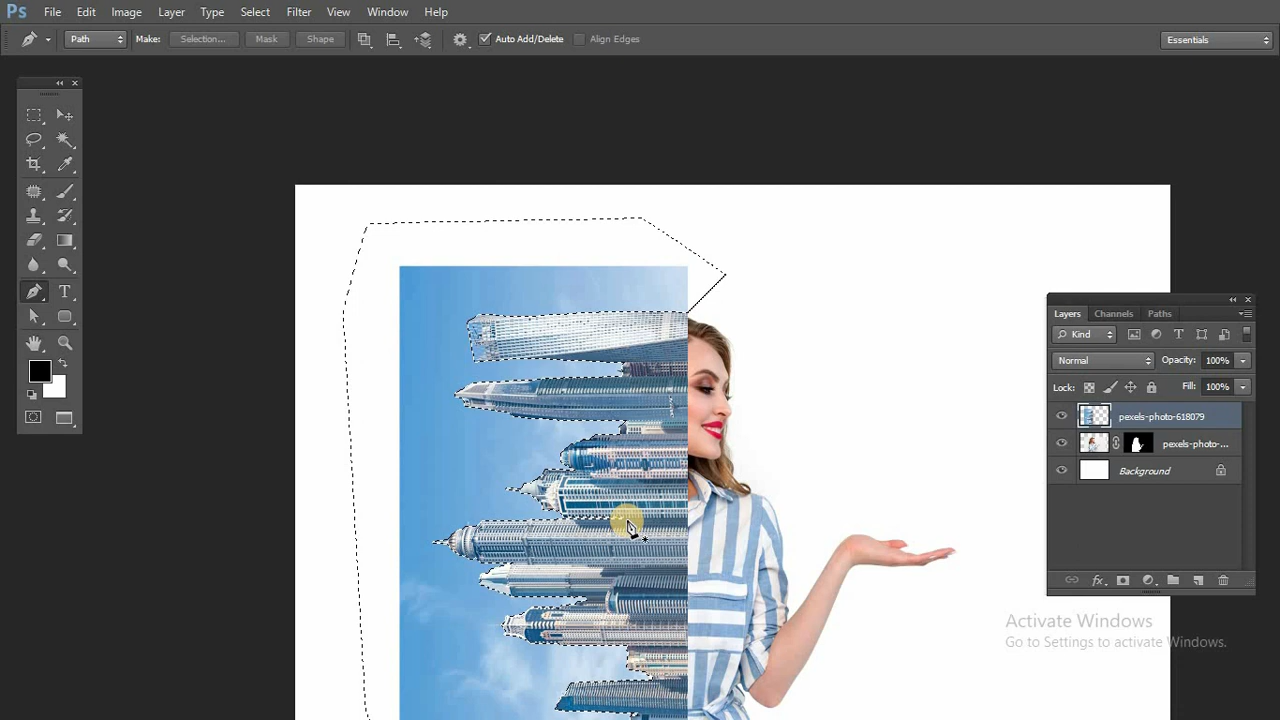 Ps File Edit Image Layer Type Select Filter View Window Help
Path Make: Selection... Mask Shape Auto Add/Delete Align Edges Essentials
Layers Channels Paths
Kind
Normal Opacity: 100%
Lock: Fill: 100%
pexels-photo-618079
pexels-photo-...
Background
fx
T
Activate Windows
Go to Settings to activate Windows.